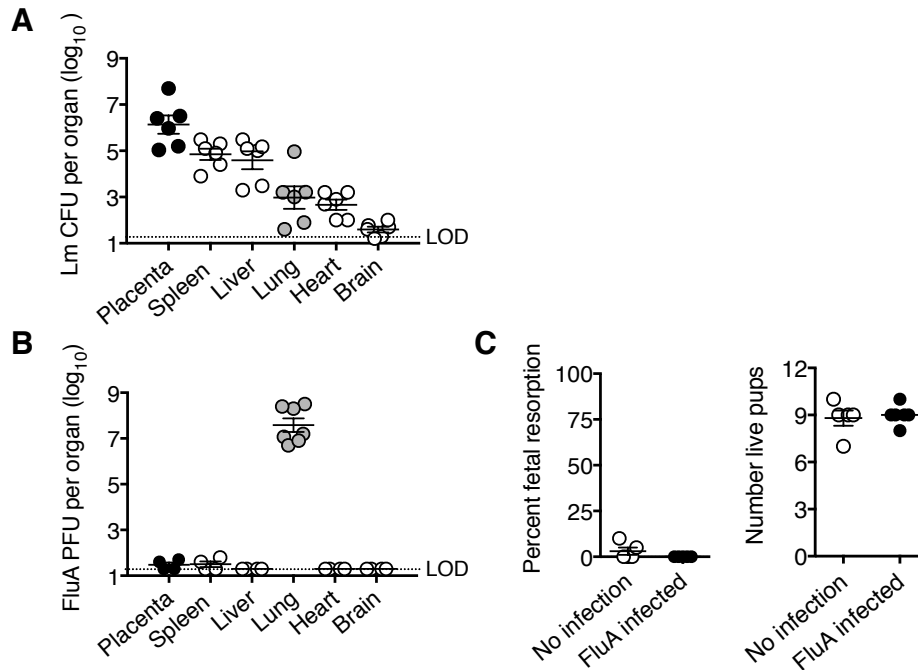 A
Lm CFU per organ (log10)
9
7
5
3
1
LOD
Placenta
Spleen
Liver
Lung
Heart
Brain
B
FluA PFU per organ (log10)
9
7
5
3
1
LOD
Placenta
Spleen
Liver
Lung
Heart
Brain
C
Percent fetal resorption
100
75
50
25
0
No infection
FluA infected
Number live pups
12
9
6
3
0
No infection
FluA infected